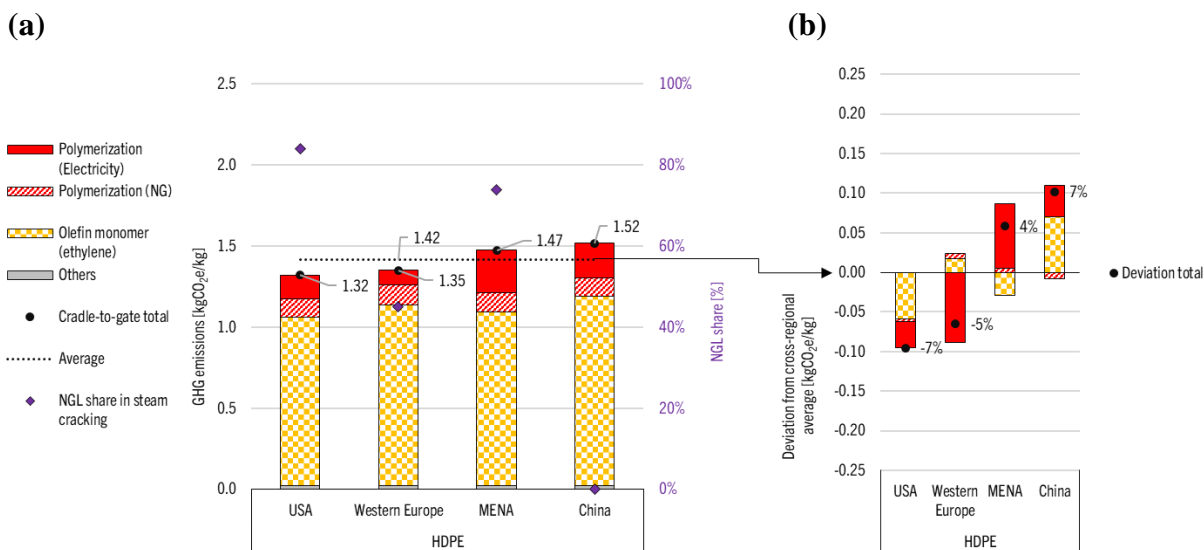 (a)
(b)
Polymerization
(Electricity)
Polymerization (NG)
Olefin monomer
(ethylene)
Others
Cradle-to-gate total
Average
NGL share in steam
cracking
GHG emissions [kgCO2e/kg]
2.5
2.0
1.5
1.0
0.5
0.0
1.32
1.42
1.35
1.47
1.52
100%
80%
60%
40%
20%
0%
NGL share [%]
USA
Western Europe
MENA
China
HDPE
Deviation from cross-regional
average [kgCO2e/kg]
0.25
0.20
0.15
0.10
0.05
0.00
-0.05
-0.10
-0.15
-0.20
-0.25
-7%
-5%
4%
7%
Deviation total
USA
Western
Europe
MENA
China
HDPE